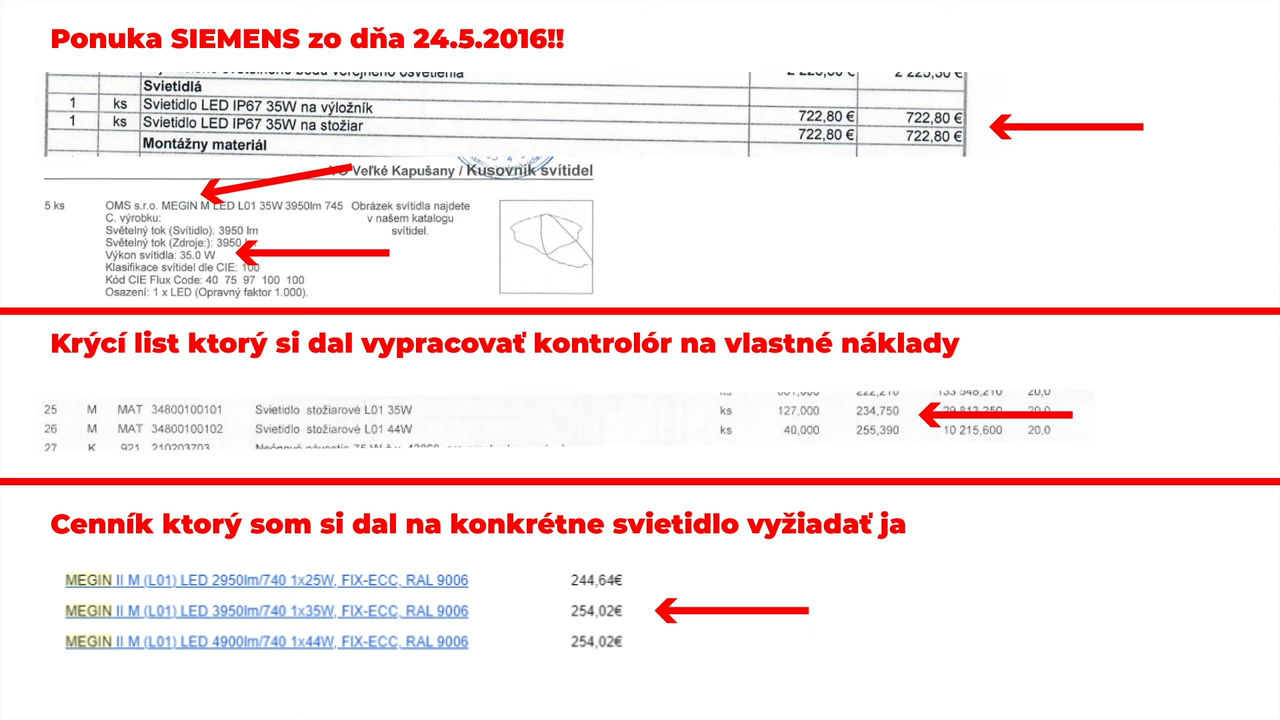 Ponuka SIEMENS zo dňa 24.5.2016!!
Svietidlá
1 ks Svietidlo LED IP67 35W na výložník 722,80 € 722,80 €
1 ks Svietidlo LED IP67 35W na stožiar 722,80 € 722,80 €
Montážny materiál
Veľké Kapušany / Kusovník svítidel
5 ks OMS s.r.o. MEGIN M LED L01 35W 3950lm 745 Obrázek svítidla najdete
C. výrobku: v našem katalogu
Světelný tok (Svítidlo): 3950 lm svítidel.
Světelný tok (Zdroje:): 3950
Výkon svítidla: 35.0 W
Klasifikace svítidel dle CIE: 100
Kód CIE Flux Code: 40 75 97 100 100
Osazení: 1 x LED (Opravný faktor 1.000).
Krýcí list ktorý si dal vypracovať kontrolór na vlastné náklady
25 M MAT 34800100101 Svietidlo stožiarové L01 35W ks 127,000 234,750 29 813,250 20,0
26 M MAT 34800100102 Svietidlo stožiarové L01 44W ks 40,000 255,390 10 215,600 20,0
27 K 921 210203703
Cenník ktorý som si dal na konkrétne svietidlo vyžiadať ja
MEGIN II M (L01) LED 2950lm/740 1x25W, FIX-ECC, RAL 9006 244,64€
MEGIN II M (L01) LED 3950lm/740 1x35W, FIX-ECC, RAL 9006 254,02€
MEGIN II M (L01) LED 4900lm/740 1x44W, FIX-ECC, RAL 9006 254,02€